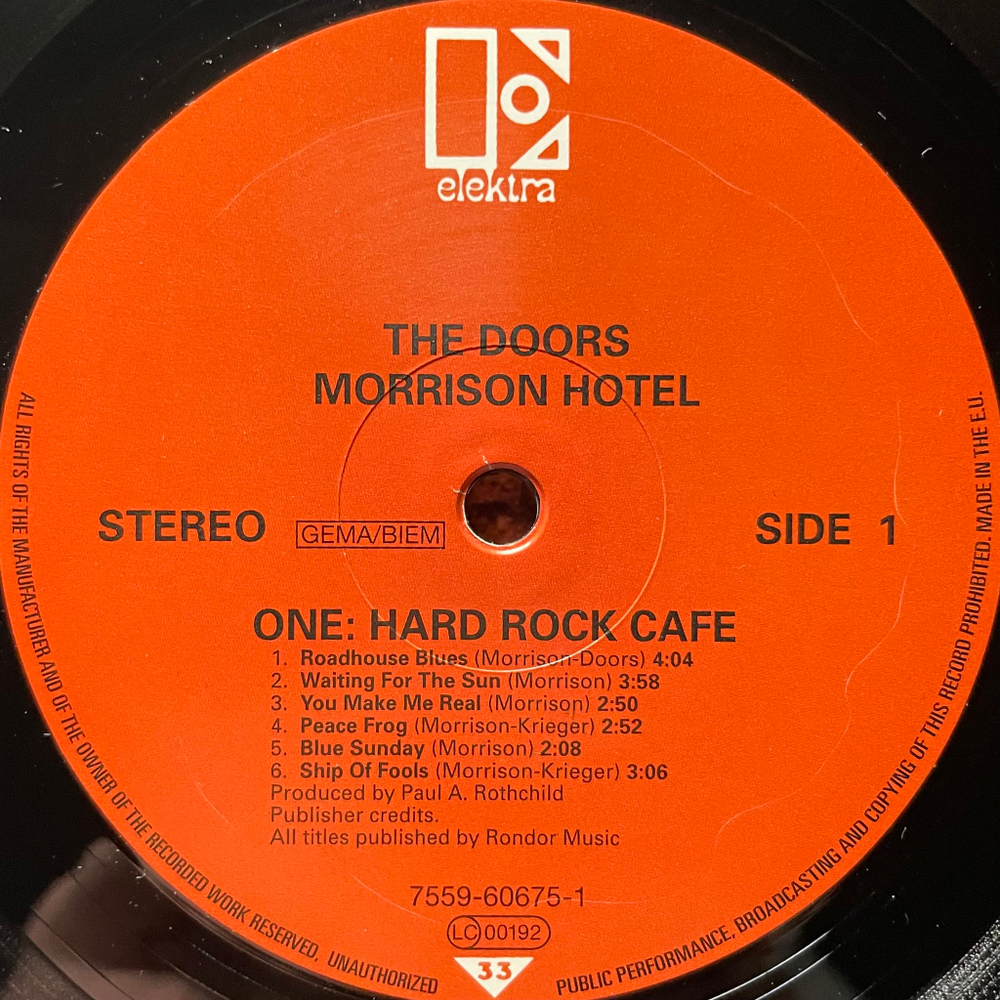 elektra
THE DOORS
MORRISON HOTEL
STEREO
GEMA/BIEM
SIDE 1
ONE: HARD ROCK CAFE
1. Roadhouse Blues (Morrison-Doors) 4:04
2. Waiting For The Sun (Morrison) 3:58
3. You Make Me Real (Morrison) 2:50
4. Peace Frog (Morrison-Krieger) 2:52
5. Blue Sunday (Morrison) 2:08
6. Ship Of Fools (Morrison-Krieger) 3:06
Produced by Paul A. Rothchild
Publisher credits.
All titles published by Rondor Music
7559-60675-1
LC 00192
33
ALL RIGHTS OF THE MANUFACTURER AND OF THE OWNER OF THE RECORDED WORK RESERVED. UNAUTHORIZED PUBLIC PERFORMANCE, BROADCASTING AND COPYING OF THIS RECORD PROHIBITED. MADE IN THE E.U.